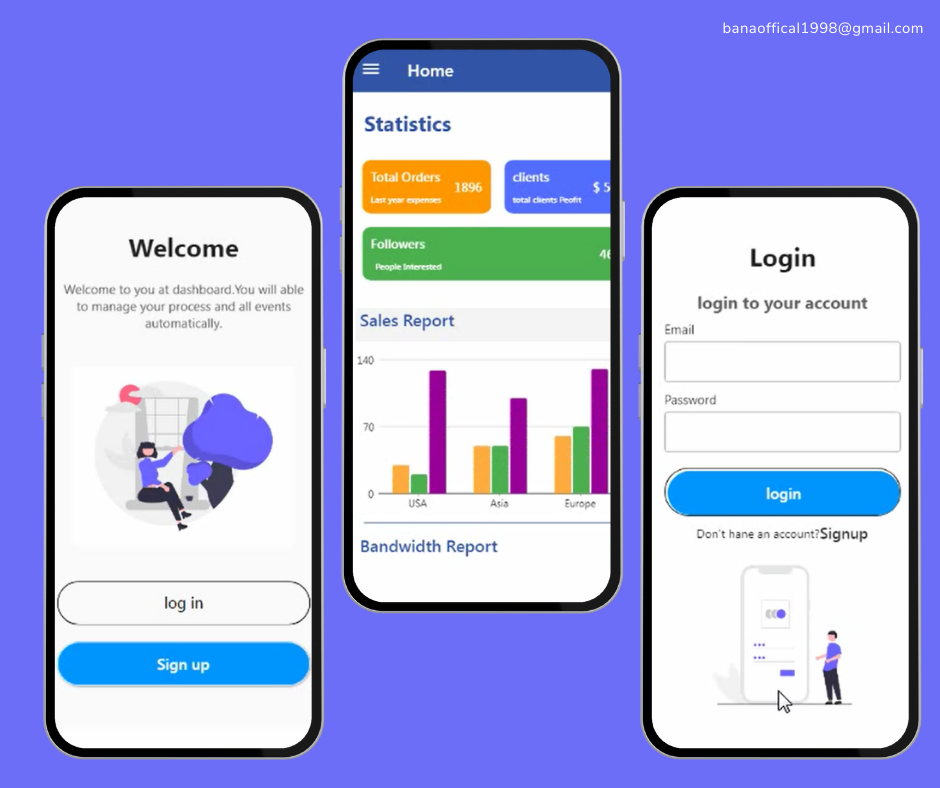 banaoffical1998@gmail.com
Welcome
Welcome to you at dashboard.You will able
to manage your process and all events
automatically.
log in
Sign up
Home
Statistics
Total Orders
1896
Last year expenses
clients
$ 5
total clients Peofit
Followers
46
People Interested
Sales Report
140
70
0
USA
Asia
Europe
Bandwidth Report
Login
login to your account
Email
Password
login
Don't hane an account?Signup